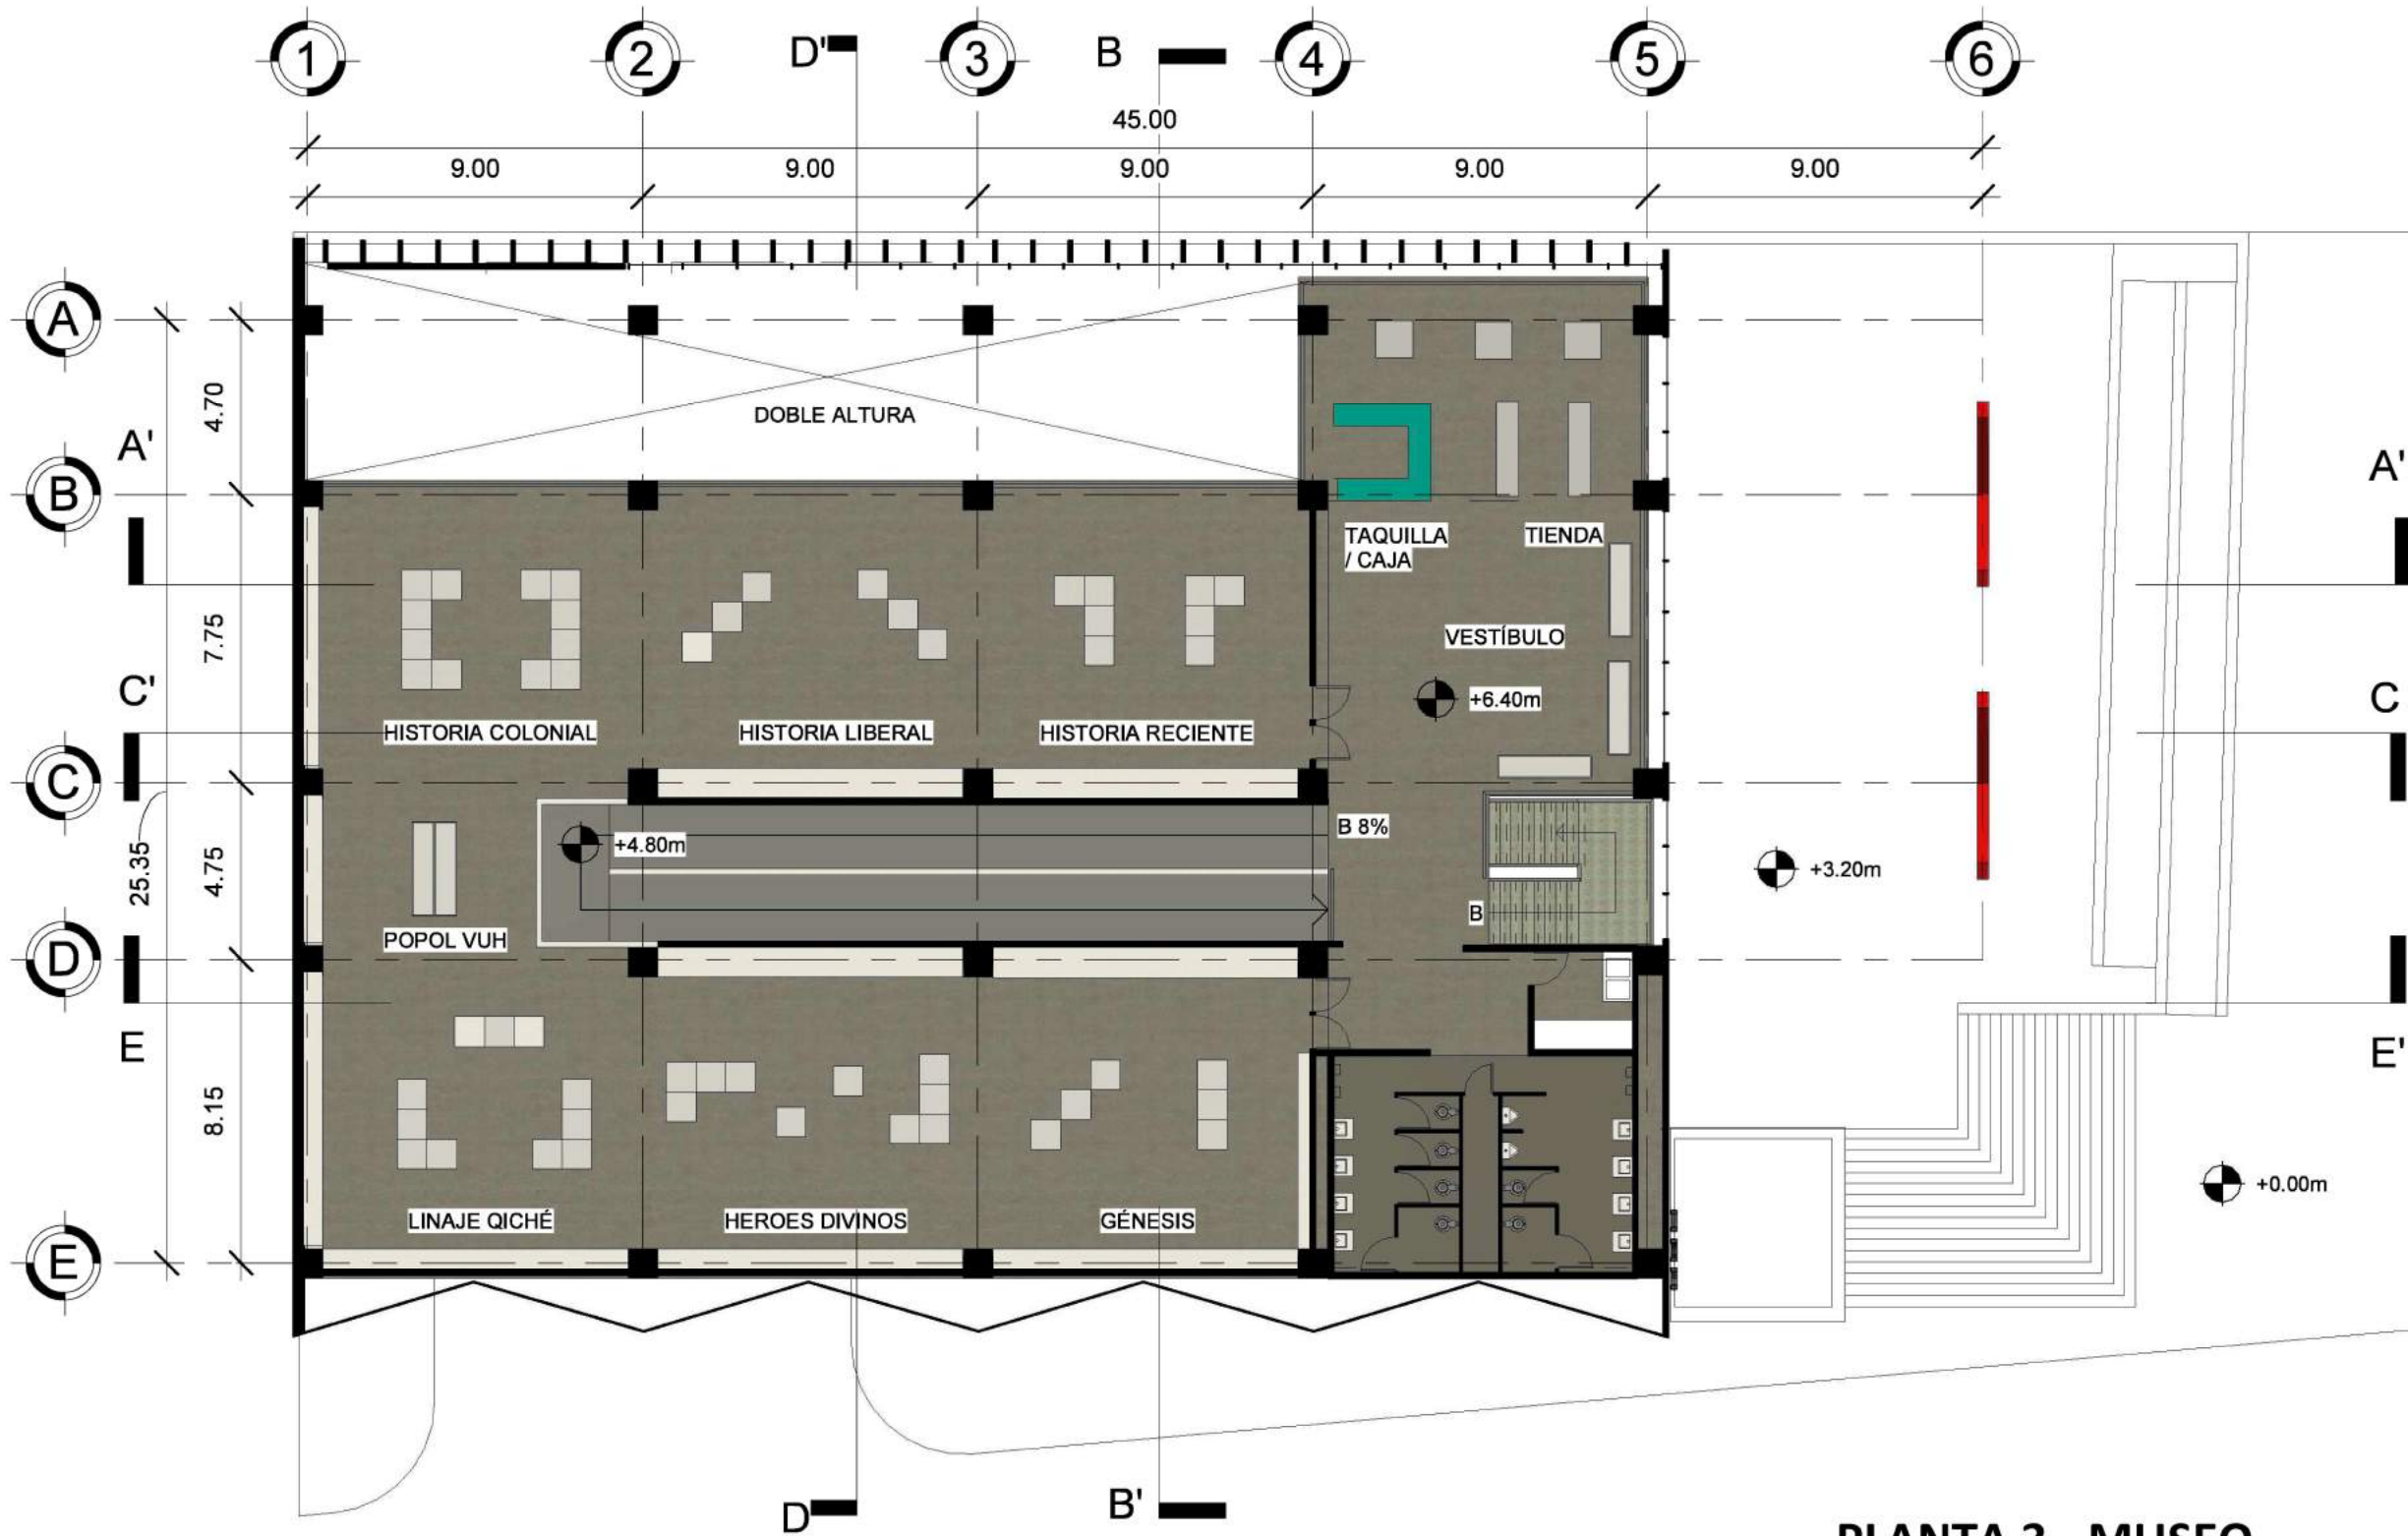 1 2 D' 3 B 4 5 6
45.00
9.00 9.00 9.00 9.00 9.00
A
4.70
DOBLE ALTURA
A'
A'
B
TAQUILLA
/ CAJA
TIENDA
7.75
VESTÍBULO
C'
C
+6.40m
HISTORIA COLONIAL
HISTORIA LIBERAL
HISTORIA RECIENTE
C
B 8%
+4.80m
25.35
4.75
+3.20m
B
POPOL VUH
D
E
E'
8.15
+0.00m
LINAJE QICHÉ
HEROES DIVINOS
GÉNESIS
E
D
B'